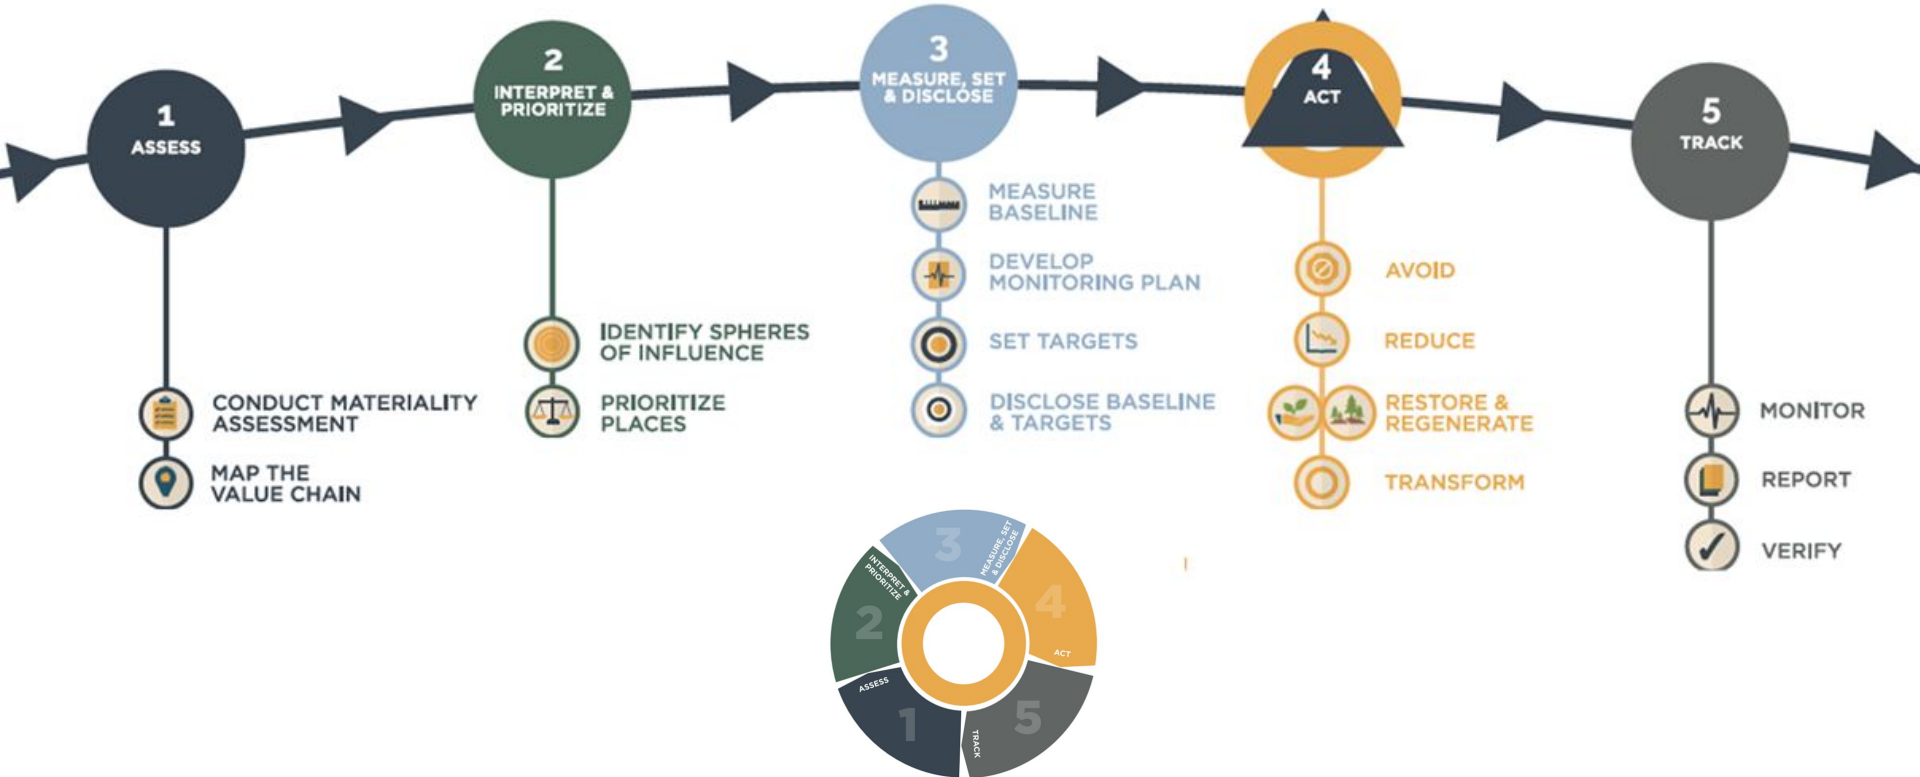 1
ASSESS
CONDUCT MATERIALITY
ASSESSMENT
MAP THE
VALUE CHAIN
2
INTERPRET &
PRIORITIZE
IDENTIFY SPHERES
OF INFLUENCE
PRIORITIZE
PLACES
3
MEASURE, SET
& DISCLOSE
MEASURE
BASELINE
DEVELOP
MONITORING PLAN
SET TARGETS
DISCLOSE BASELINE
& TARGETS
4
ACT
AVOID
REDUCE
RESTORE &
REGENERATE
TRANSFORM
5
TRACK
MONITOR
REPORT
VERIFY
1
ASSESS
2
INTERPRET &
PRIORITIZE
3
MEASURE, SET
& DISCLOSE
4
ACT
5
TRACK